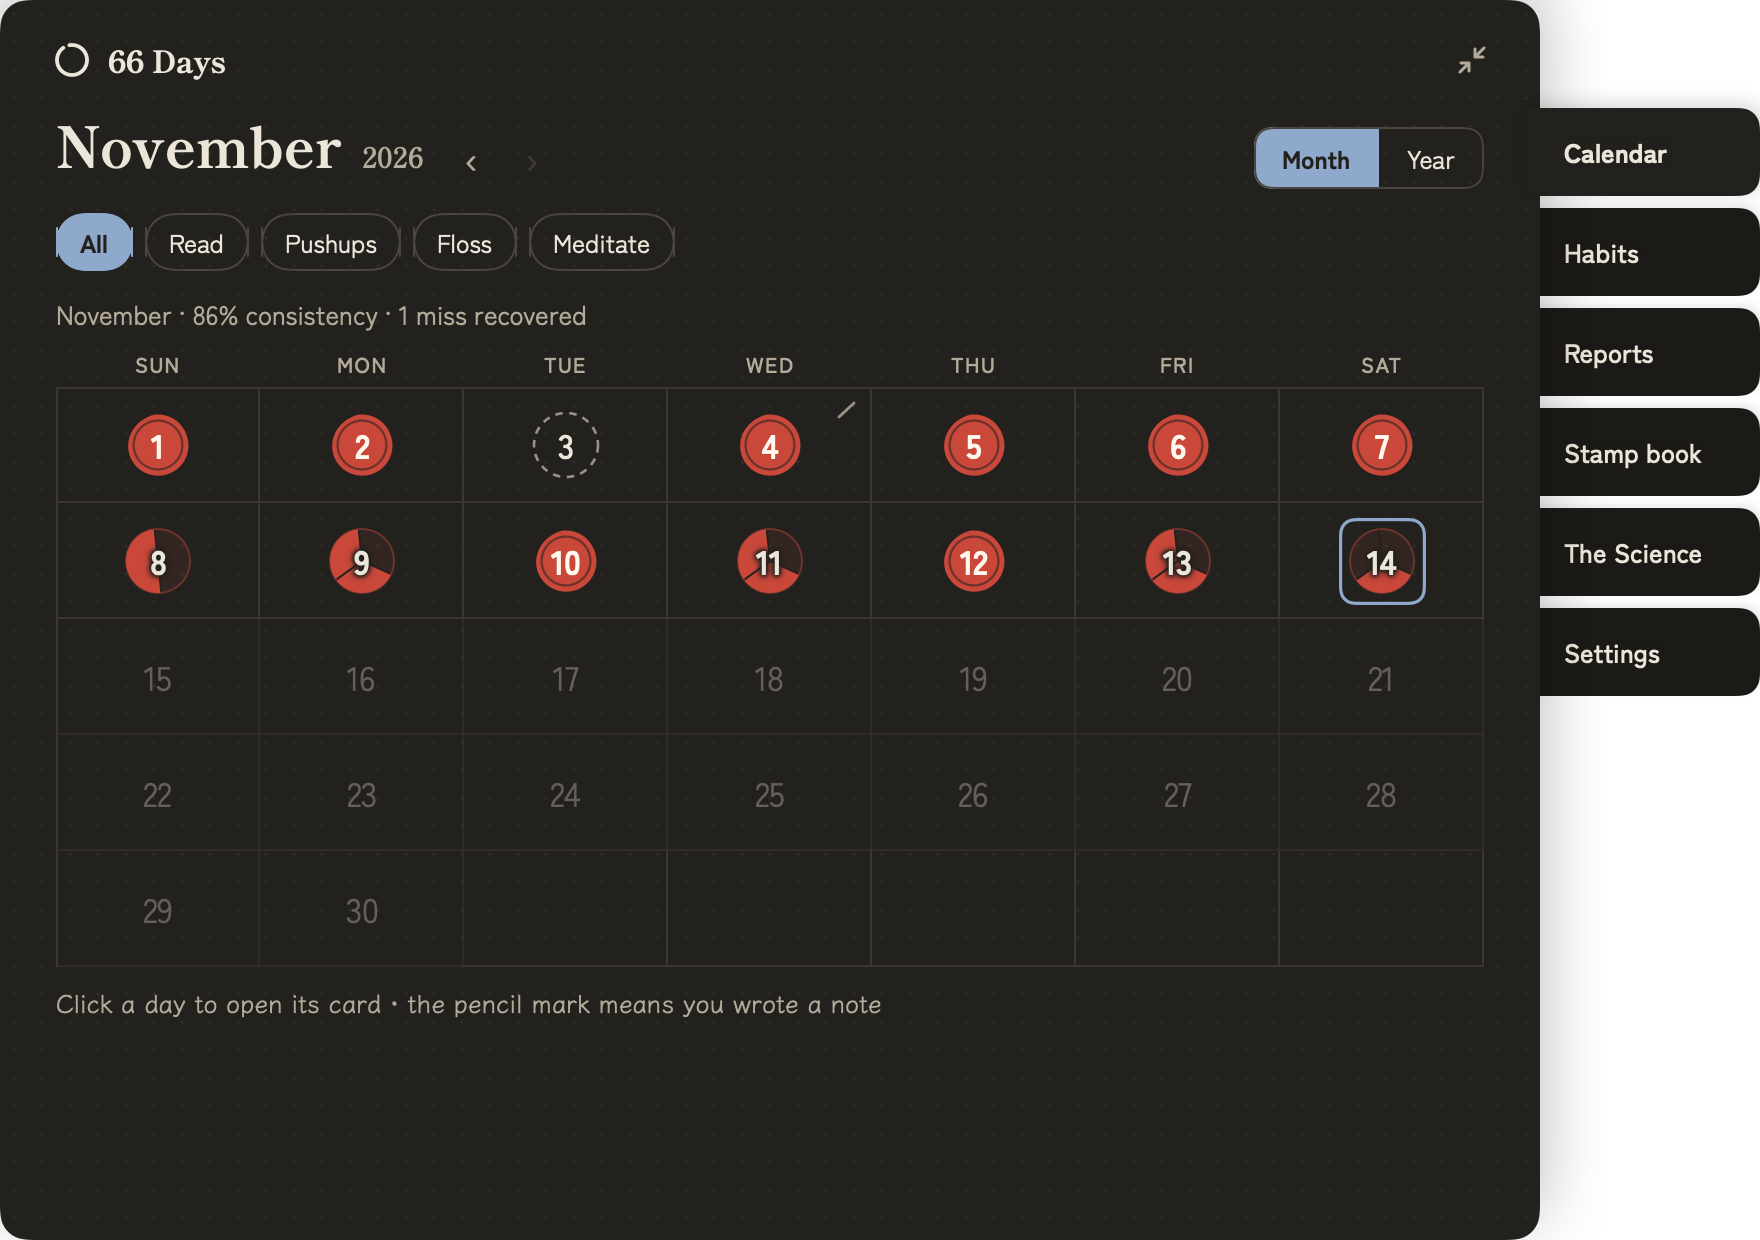 66 Days
November 2026 ‹ ›
Month Year
All Read Pushups Floss Meditate
November · 86% consistency · 1 miss recovered
SUN MON TUE WED THU FRI SAT
1 2 3 4 5 6 7
8 9 10 11 12 13 14
15 16 17 18 19 20 21
22 23 24 25 26 27 28
29 30
Click a day to open its card • the pencil mark means you wrote a note
Calendar
Habits
Reports
Stamp book
The Science
Settings